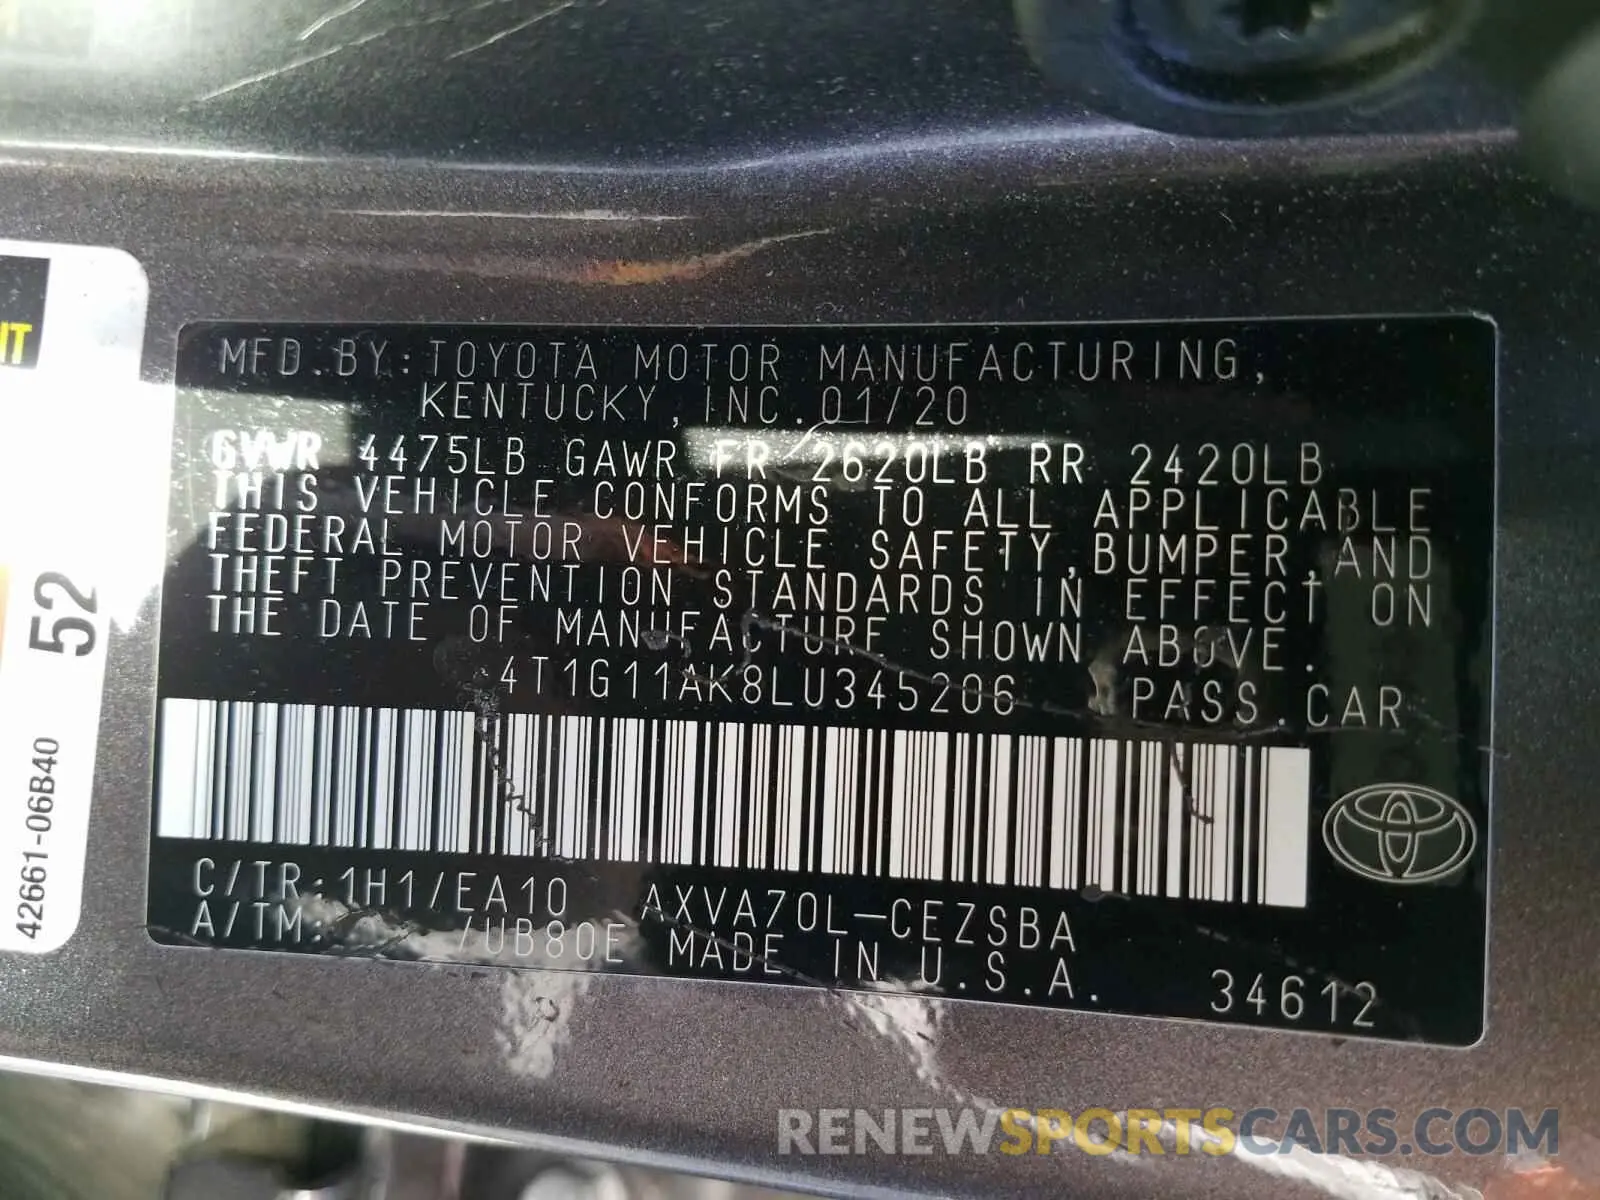 MFD.BY:TOYOTA MOTOR MANUFACTURING,
KENTUCKY,INC.01/20
GVWR 4475LB GAWR FR 2620LB RR 2420LB
THIS VEHICLE CONFORMS TO ALL APPLICABLE
FEDERAL MOTOR VEHICLE SAFETY,BUMPER,AND
THEFT PREVENTION STANDARDS IN EFFECT ON
THE DATE OF MANUFACTURE SHOWN ABOVE.
4T1G11AK8LU345206 PASS.CAR
C/TR:1H1/EA10 AXVA70L-CEZSBA
A/TM: /UB80E MADE IN U.S.A.
34612
52
42661-06B40
RENEWSPORTSCARS.COM